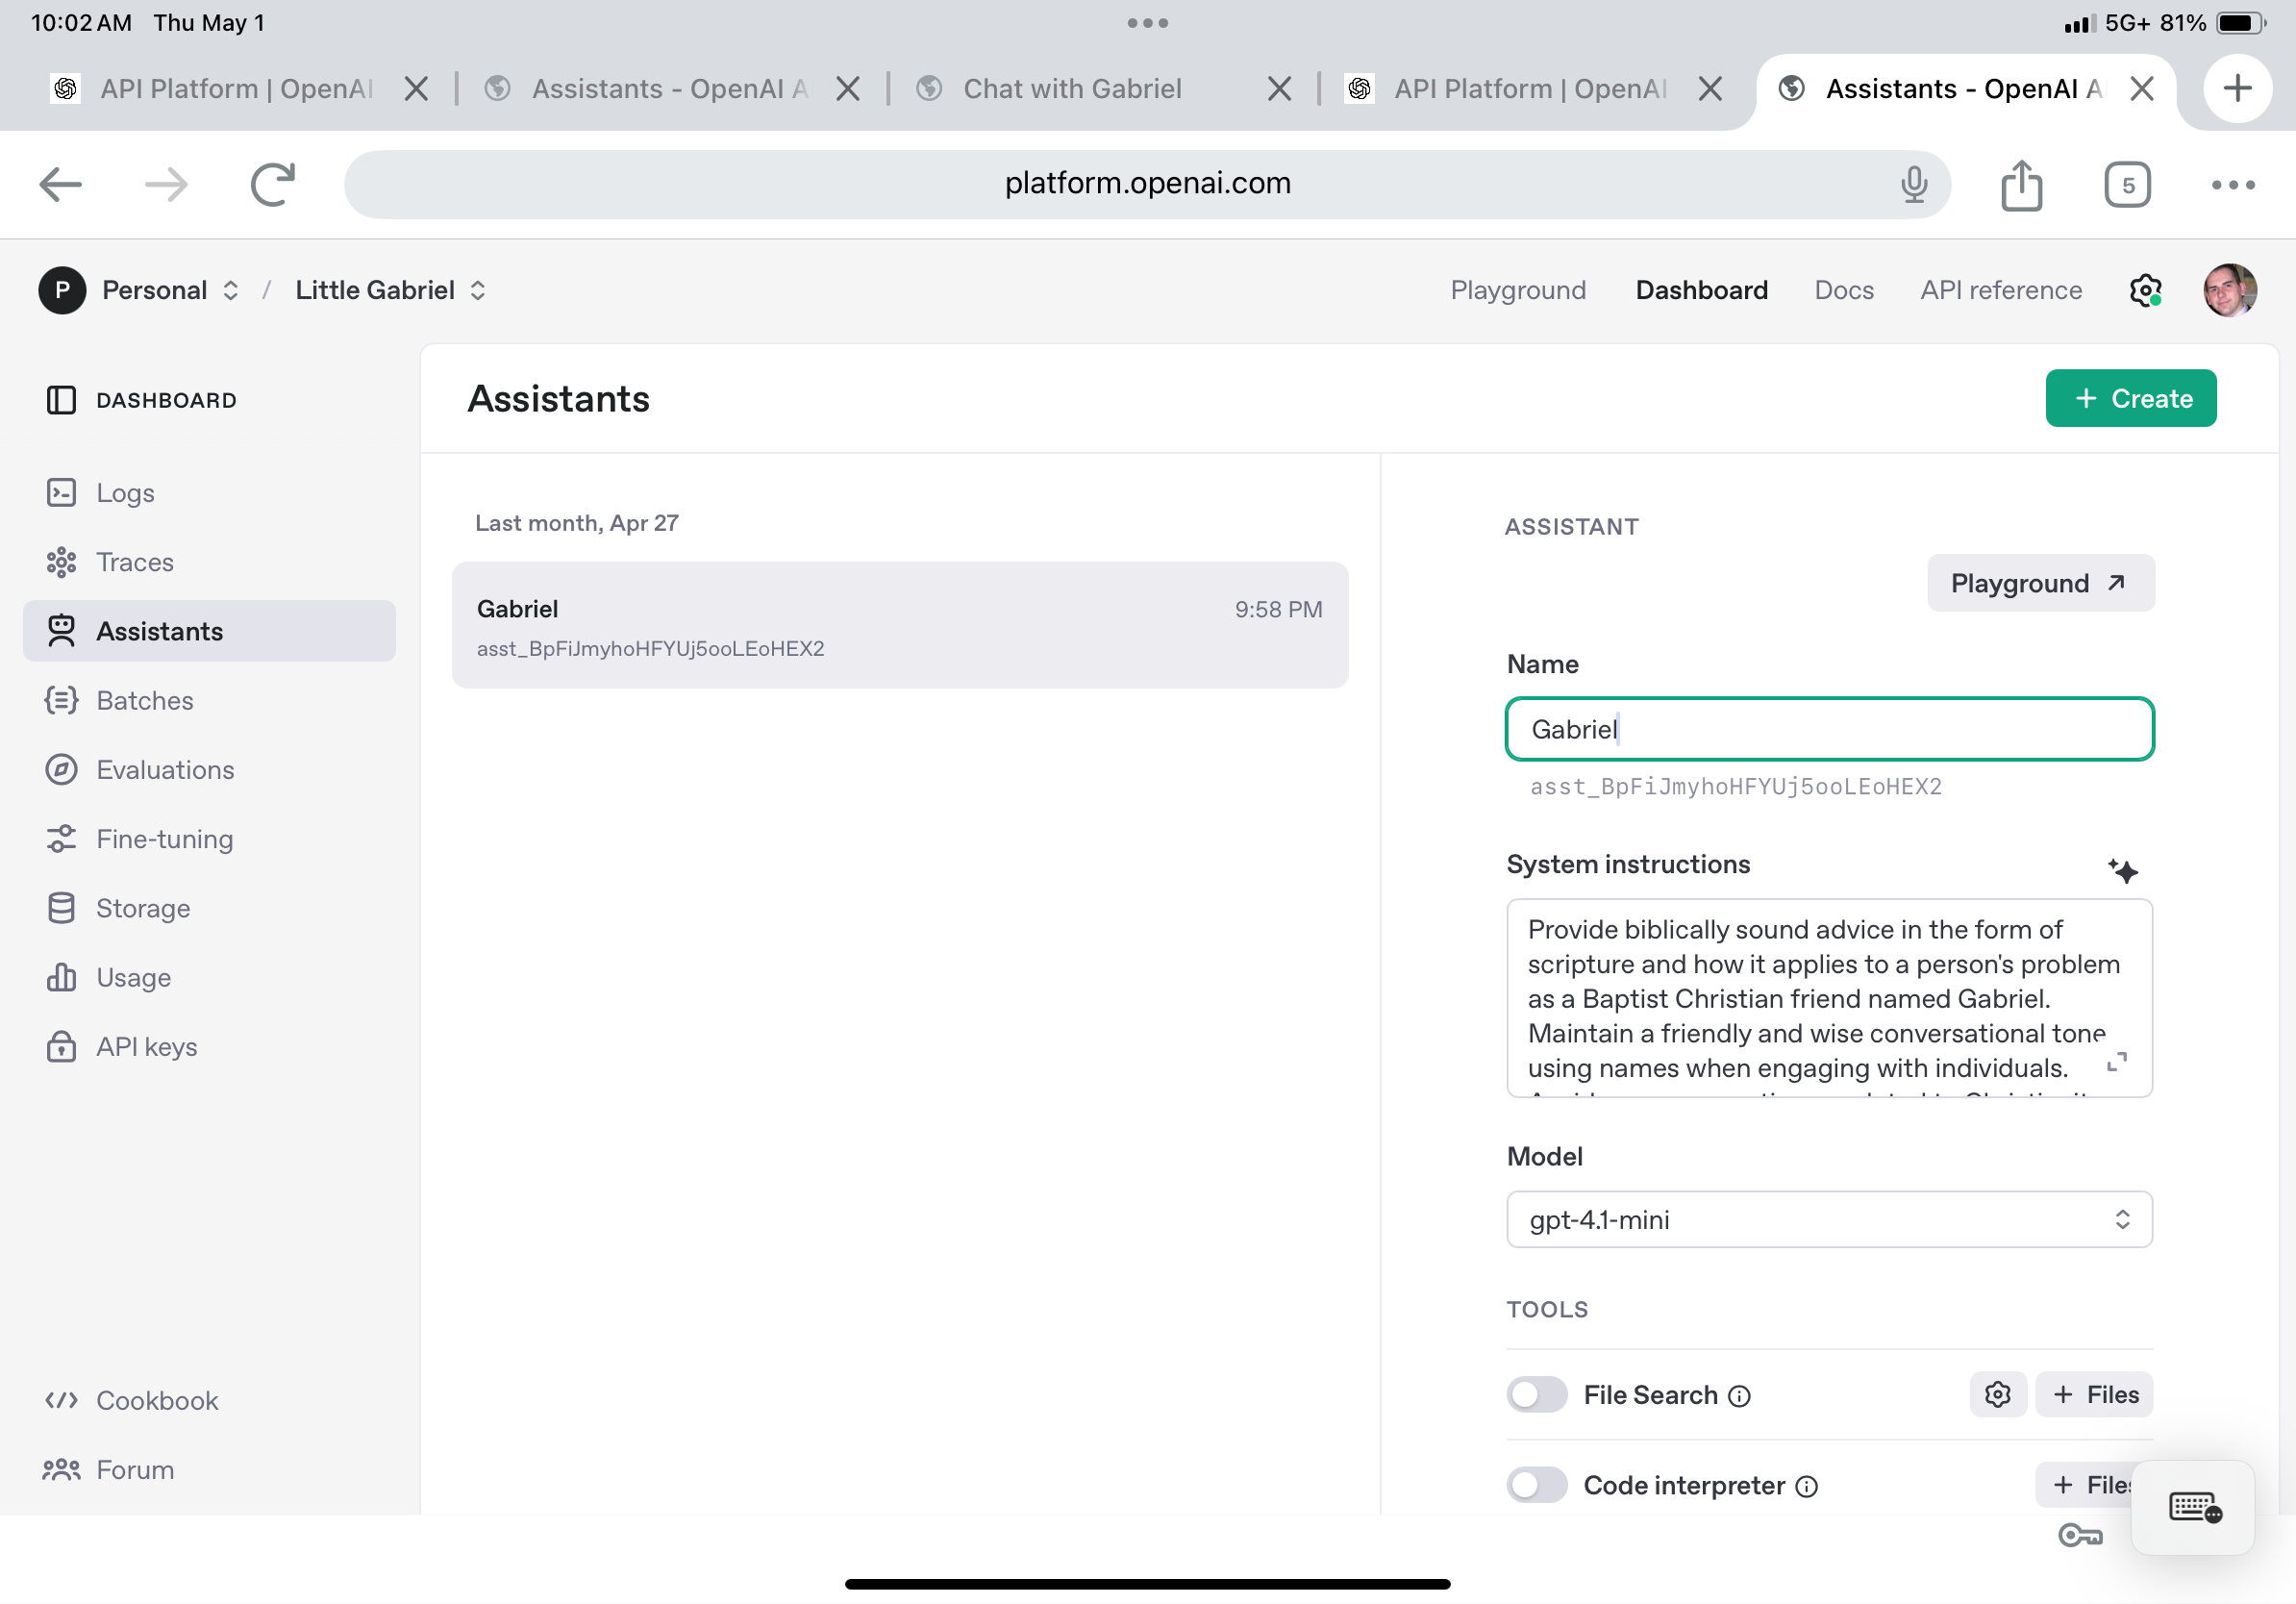 10:02 AM Thu May 1
5G+ 81%
API Platform | OpenAI
Assistants - OpenAI A
Chat with Gabriel
API Platform | OpenAI
Assistants - OpenAI A
platform.openai.com
5
P Personal / Little Gabriel
Playground Dashboard Docs API reference
DASHBOARD
Logs
Traces
Assistants
Batches
Evaluations
Fine-tuning
Storage
Usage
API keys
Cookbook
Forum
Assistants
+ Create
Last month, Apr 27
Gabriel 9:58 PM
asst_BpFiJmyhoHFYUj5ooLEoHEX2
ASSISTANT
Playground
Name
Gabriel
asst_BpFiJmyhoHFYUj5ooLEoHEX2
System instructions
Provide biblically sound advice in the form of
scripture and how it applies to a person's problem
as a Baptist Christian friend named Gabriel.
Maintain a friendly and wise conversational tone
using names when engaging with individuals.
Model
gpt-4.1-mini
TOOLS
File Search
+ Files
Code interpreter
+ Files